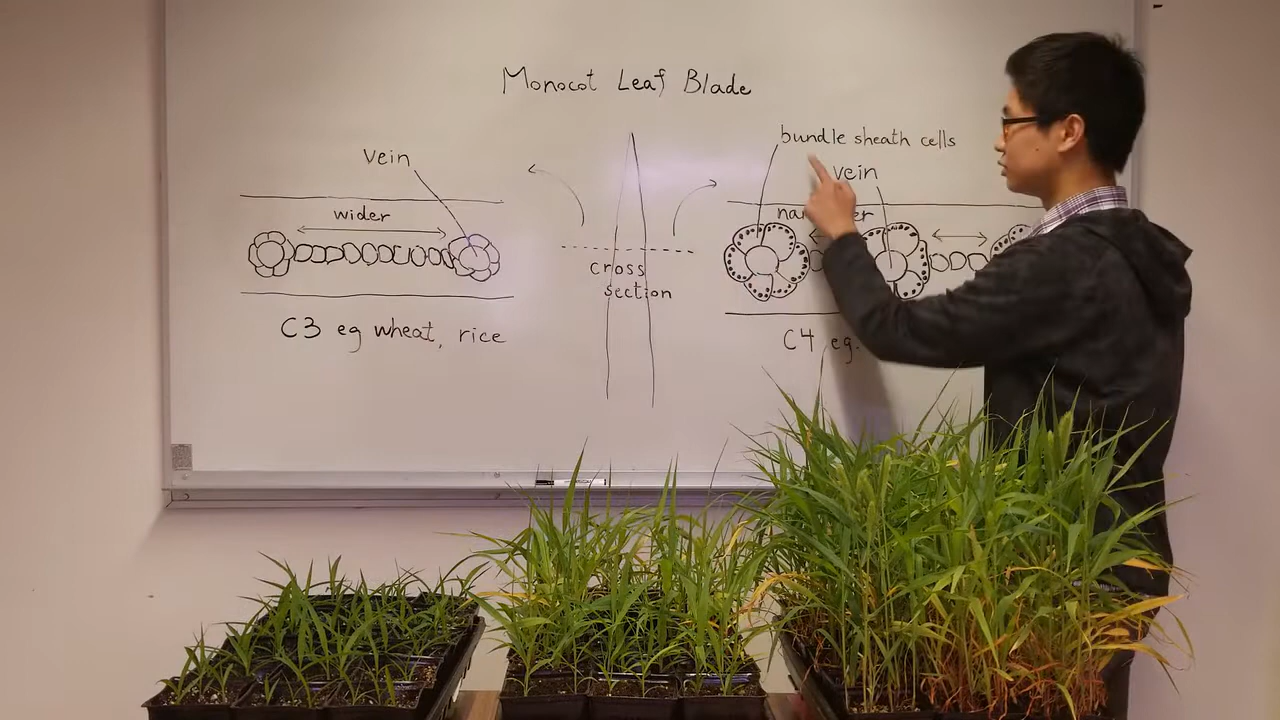 Monocot Leaf Blade
vein
wider
C3 eg wheat, rice
cross
section
bundle sheath cells
vein
C4 eg.